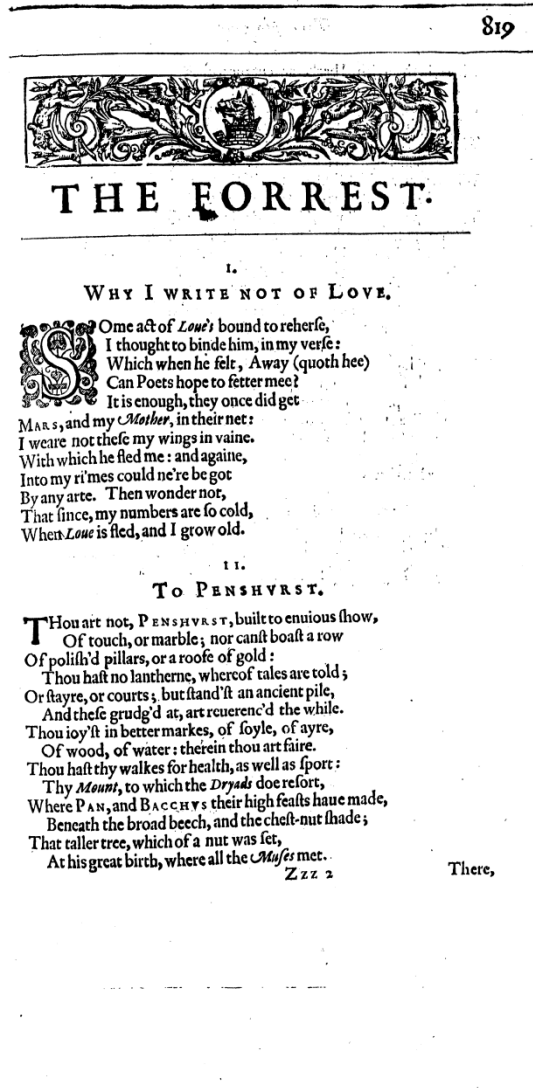 819
THE FORREST.
I.
WHY I WRITE NOT OF LOVE.
SOme act of Loue's bound to reherſe,
I thought to binde him, in my verſe:
Which when he felt, Away (quoth hee)
Can Poets hope to fetter mee?
It is enough, they once did get
MARS, and my Mother, in their net:
I weare not theſe my wings in vaine.
With which he fled me: and againe,
Into my ri'mes could ne're be got
By any arte. Then wonder not,
That ſince, my numbers are ſo cold,
When Loue is fled, and I grow old.
II.
TO PENSHVRST.
THou art not, PENSHVRST, built to enuious ſhow,
Of touch, or marble; nor canſt boaſt a row
Of poliſh'd pillars, or a roofe of gold:
Thou haſt no lantherne, whereof tales are told;
Or ſtayre, or courts; but ſtand'ſt an ancient pile,
And theſe grudg'd at, art reuerenc'd the while.
Thou ioy'ſt in better markes, of ſoyle, of ayre,
Of wood, of water: therein thou art faire.
Thou haſt thy walkes for health, as well as ſport:
Thy Mount, to which the Dryads doe reſort,
Where PAN, and BACCHVS their high feaſts haue made,
Beneath the broad beech, and the cheſt-nut ſhade;
That taller tree, which of a nut was ſet,
At his great birth, where all the Muſes met.
Zzz 2
There,